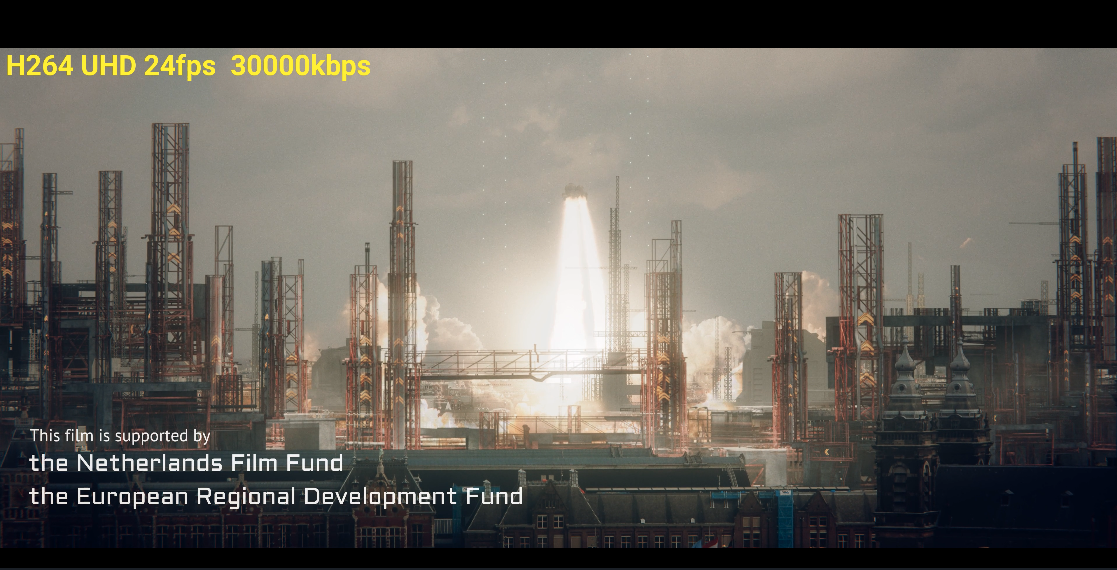 H264 UHD 24fps  30000kbps
This film is supported by
the Netherlands Film Fund
the European Regional Development Fund